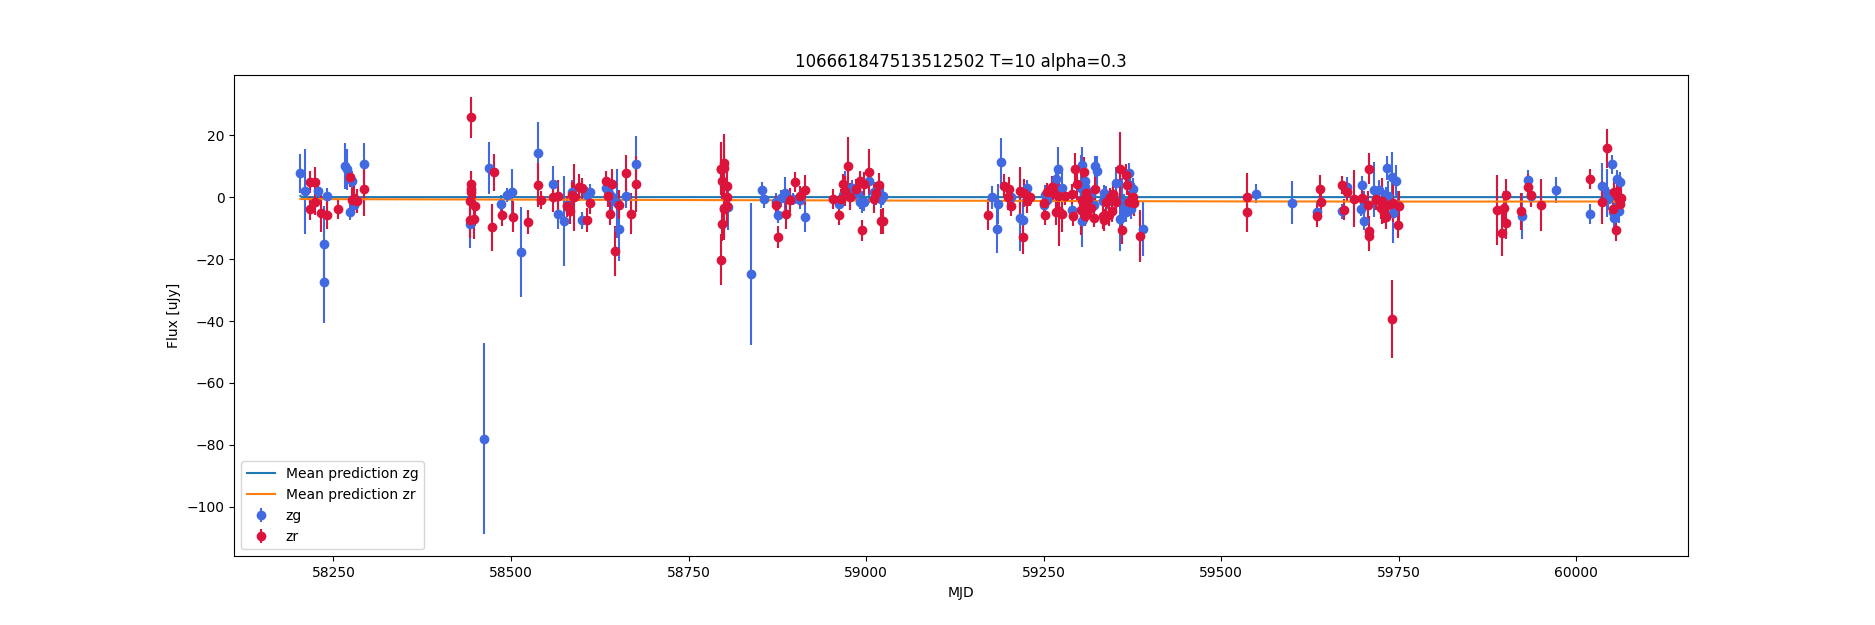 106661847513512502 T=10 alpha=0.3
Flux [uJy]
20
0
−20
−40
−60
−80
−100
Mean prediction zg
Mean prediction zr
zg
zr
58250 58500 58750 59000 59250 59500 59750 60000
MJD